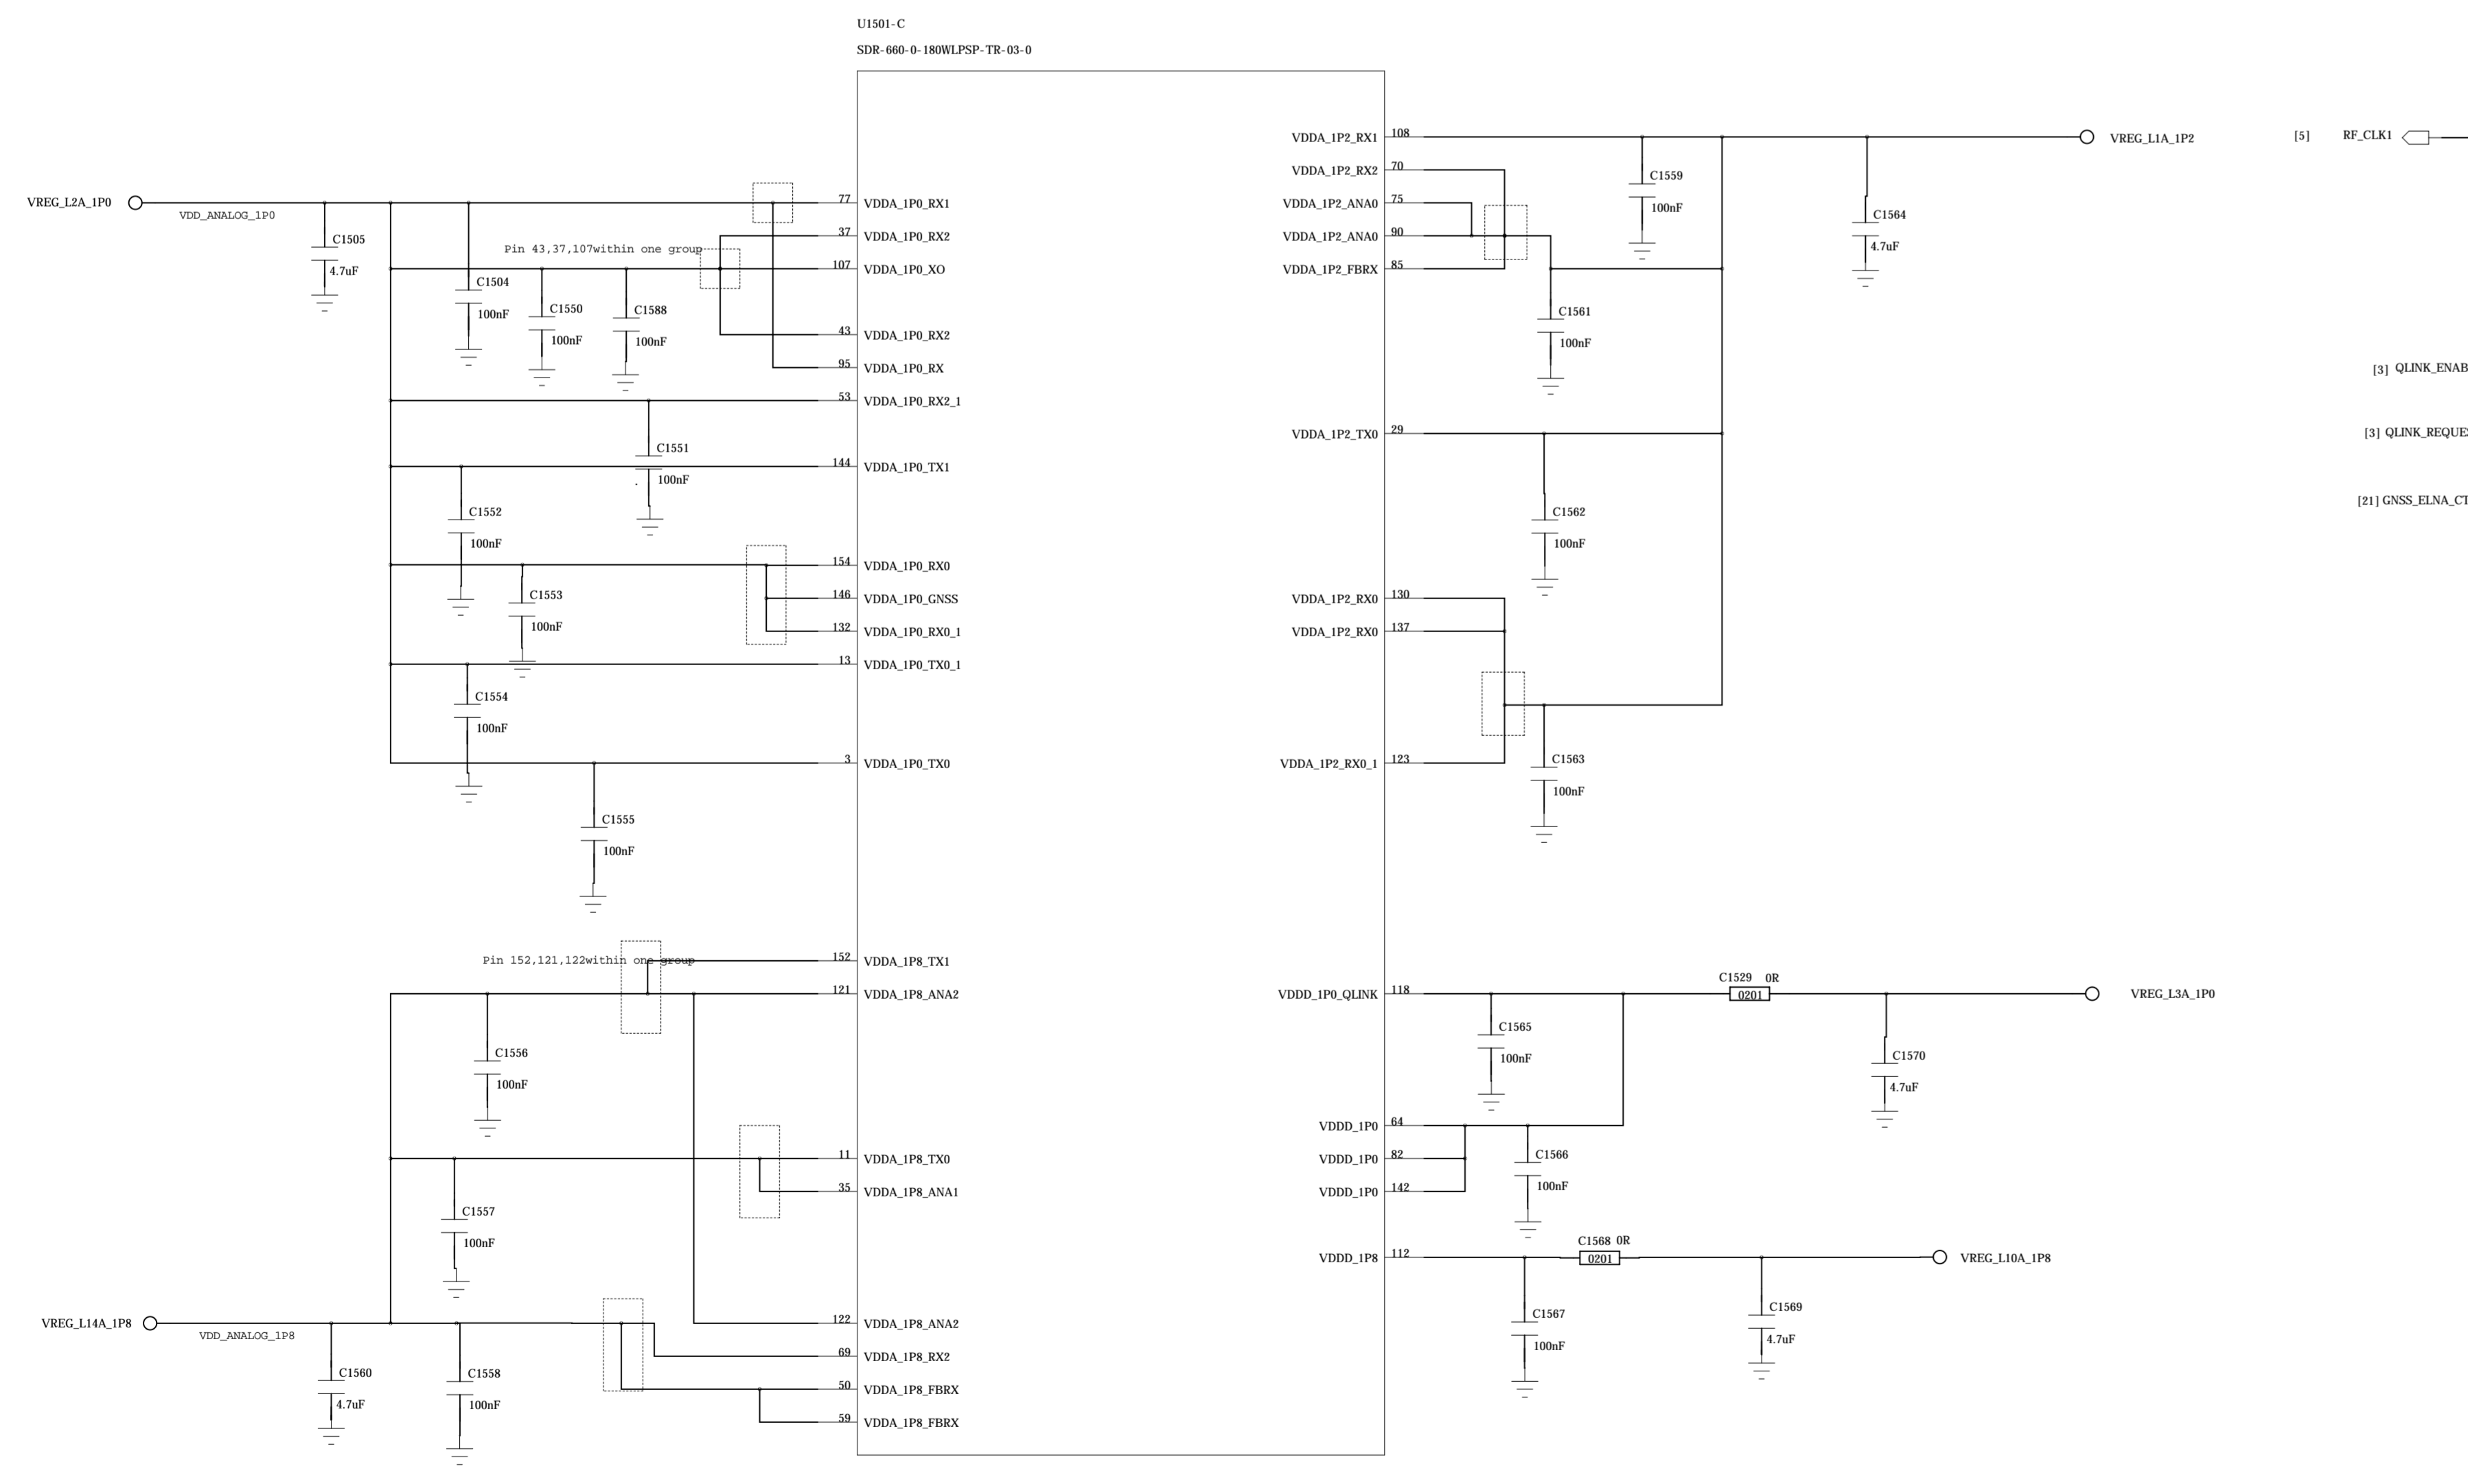 U1501-C
SDR-660-0-180WLPSP-TR-03-0
VDDA_1P2_RX1 108
VREG_L1A_1P2
[5] RF_CLK1
VDDA_1P2_RX2 70
C1559
100nF
VREG_L2A_1P0
VDD_ANALOG_1P0
77 VDDA_1P0_RX1
VDDA_1P2_ANA0 75
C1564
4.7uF
C1505
4.7uF
37 VDDA_1P0_RX2
VDDA_1P2_ANA0 90
Pin 43,37,107within one group
107 VDDA_1P0_XO
VDDA_1P2_FBRX 85
C1504
100nF
C1550
100nF
C1588
100nF
C1561
100nF
43 VDDA_1P0_RX2
95 VDDA_1P0_RX
[3] QLINK_ENAB
53 VDDA_1P0_RX2_1
VDDA_1P2_TX0 29
[3] QLINK_REQUE
C1551
100nF
144 VDDA_1P0_TX1
[21] GNSS_ELNA_CT
C1552
100nF
C1562
100nF
154 VDDA_1P0_RX0
C1553
100nF
146 VDDA_1P0_GNSS
VDDA_1P2_RX0 130
132 VDDA_1P0_RX0_1
VDDA_1P2_RX0 137
13 VDDA_1P0_TX0_1
C1554
100nF
3 VDDA_1P0_TX0
VDDA_1P2_RX0_1 123
C1563
100nF
C1555
100nF
Pin 152,121,122within one group
152 VDDA_1P8_TX1
121 VDDA_1P8_ANA2
VDDD_1P0_QLINK 118
C1529 0R
0201
VREG_L3A_1P0
C1556
100nF
C1565
100nF
C1570
4.7uF
VDDD_1P0 64
11 VDDA_1P8_TX0
VDDD_1P0 82
C1566
100nF
35 VDDA_1P8_ANA1
VDDD_1P0 142
C1557
100nF
VDDD_1P8 112
C1568 0R
0201
VREG_L10A_1P8
VREG_L14A_1P8
VDD_ANALOG_1P8
122 VDDA_1P8_ANA2
C1567
100nF
C1569
4.7uF
69 VDDA_1P8_RX2
C1560
4.7uF
C1558
100nF
50 VDDA_1P8_FBRX
59 VDDA_1P8_FBRX